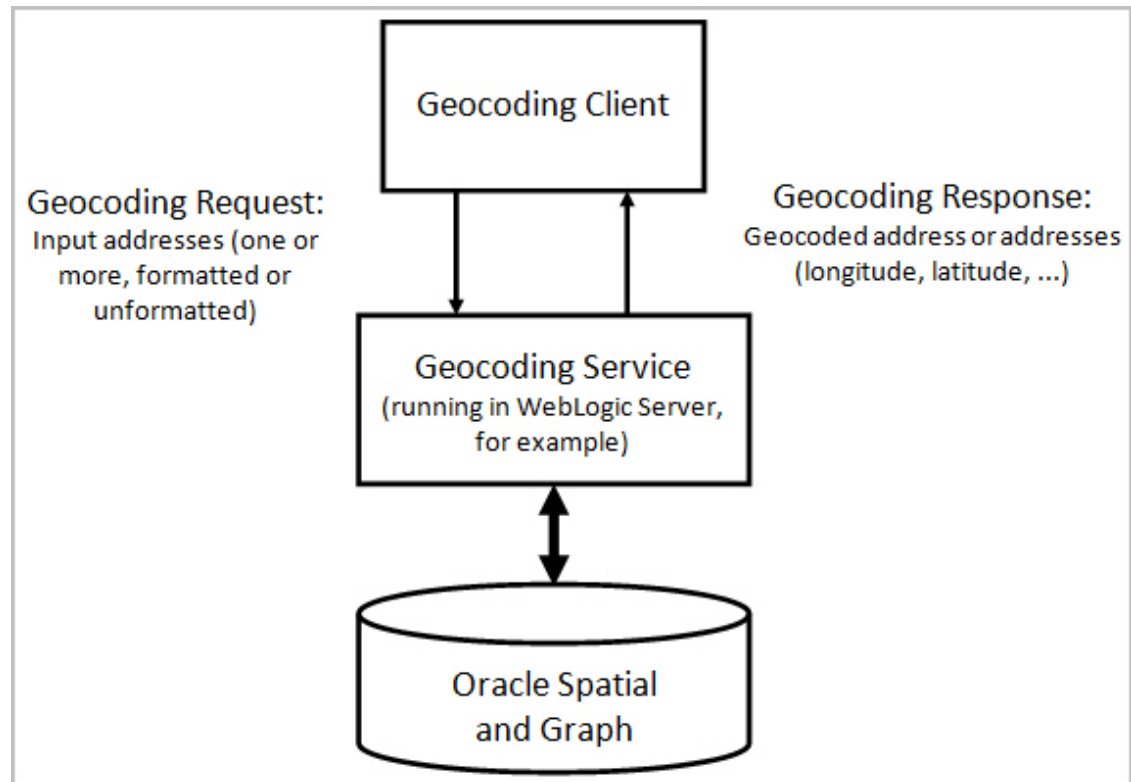 Geocoding Client
Geocoding Request:
Input addresses (one or
more, formatted or
unformatted)
Geocoding Response:
Geocoded address or addresses
(longitude, latitude, ...)
Geocoding Service
(running in WebLogic Server,
for example)
Oracle Spatial
and Graph